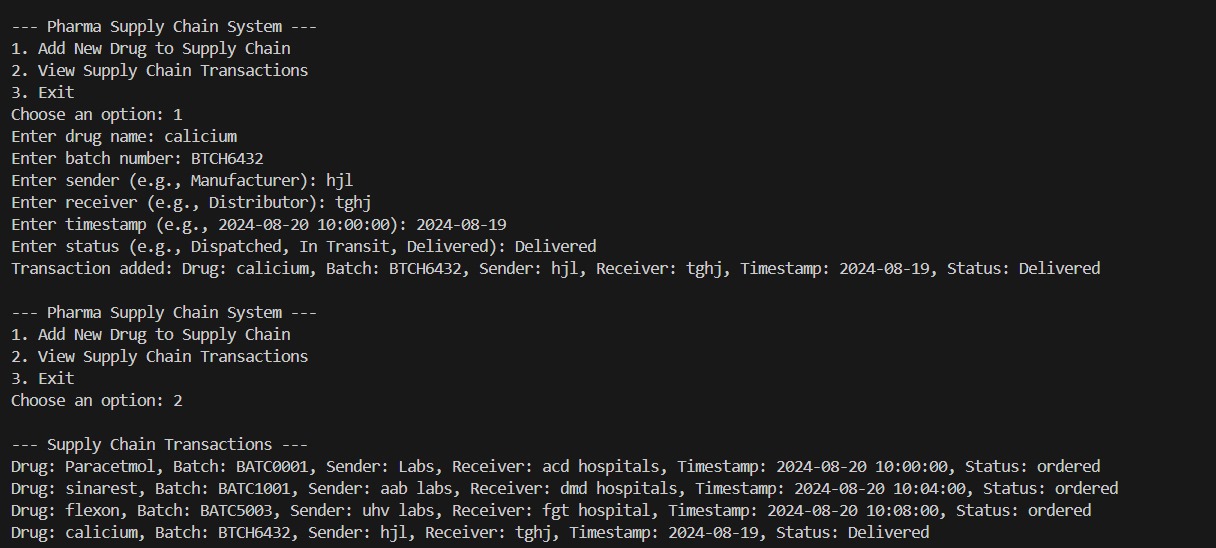 --- Pharma Supply Chain System ---
1. Add New Drug to Supply Chain
2. View Supply Chain Transactions
3. Exit
Choose an option: 1
Enter drug name: calicium
Enter batch number: BTCH6432
Enter sender (e.g., Manufacturer): hjl
Enter receiver (e.g., Distributor): tghj
Enter timestamp (e.g., 2024-08-20 10:00:00): 2024-08-19
Enter status (e.g., Dispatched, In Transit, Delivered): Delivered
Transaction added: Drug: calicium, Batch: BTCH6432, Sender: hjl, Receiver: tghj, Timestamp: 2024-08-19, Status: Delivered
--- Pharma Supply Chain System ---
1. Add New Drug to Supply Chain
2. View Supply Chain Transactions
3. Exit
Choose an option: 2
--- Supply Chain Transactions ---
Drug: Paracetmol, Batch: BATC0001, Sender: Labs, Receiver: acd hospitals, Timestamp: 2024-08-20 10:00:00, Status: ordered
Drug: sinarest, Batch: BATC1001, Sender: aab labs, Receiver: dmd hospitals, Timestamp: 2024-08-20 10:04:00, Status: ordered
Drug: flexon, Batch: BATC5003, Sender: uhv labs, Receiver: fgt hospital, Timestamp: 2024-08-20 10:08:00, Status: ordered
Drug: calicium, Batch: BTCH6432, Sender: hjl, Receiver: tghj, Timestamp: 2024-08-19, Status: Delivered